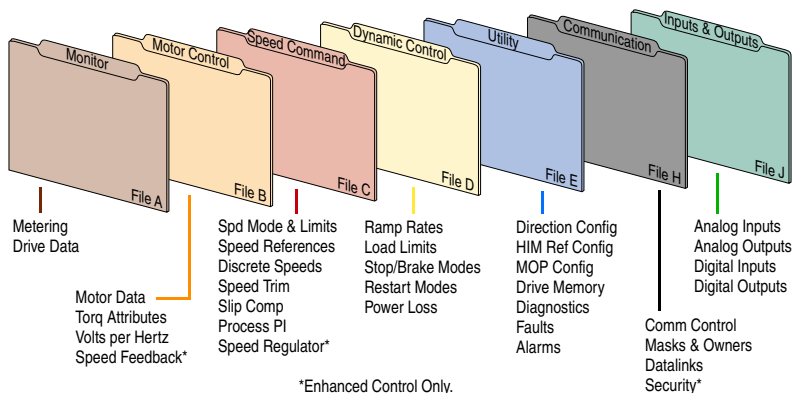 Monitor
Motor Control
Speed Command
Dynamic Control
Utility
Communication
Inputs & Outputs
File A
File B
File C
File D
File E
File H
File J
Metering
Drive Data
Motor Data
Torq Attributes
Volts per Hertz
Speed Feedback*
Spd Mode & Limits
Speed References
Discrete Speeds
Speed Trim
Slip Comp
Process PI
Speed Regulator*
Ramp Rates
Load Limits
Stop/Brake Modes
Restart Modes
Power Loss
Direction Config
HIM Ref Config
MOP Config
Drive Memory
Diagnostics
Faults
Alarms
Comm Control
Masks & Owners
Datalinks
Security*
Analog Inputs
Analog Outputs
Digital Inputs
Digital Outputs
*Enhanced Control Only.